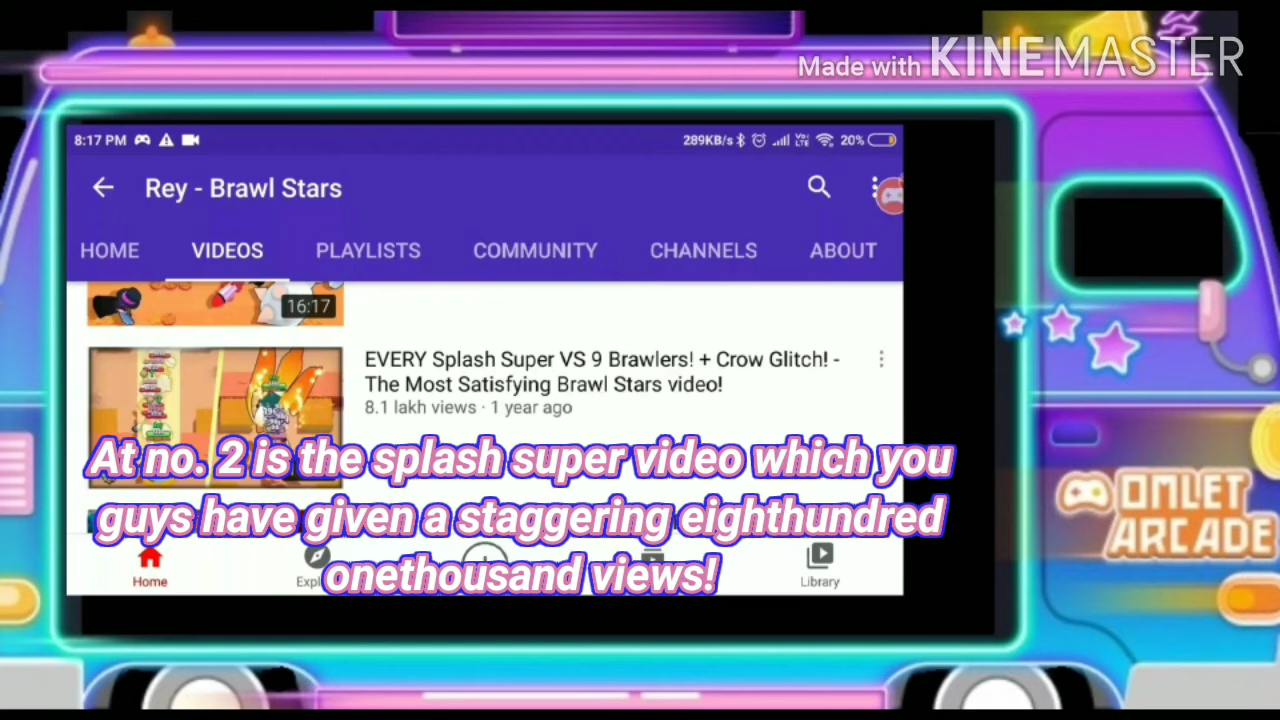 Made with KINEMASTER
8:17 PM 289KB/s Vo) LTE 20%
Rey - Brawl Stars
HOME VIDEOS PLAYLISTS COMMUNITY CHANNELS ABOUT
16:17
EVERY Splash Super VS 9 Brawlers! + Crow Glitch! -
The Most Satisfying Brawl Stars video!
8.1 lakh views · 1 year ago
At no. 2 is the splash super video which you
guys have given a staggering eighthundred
onethousand views!
Home Library
OMLET
ARCADE